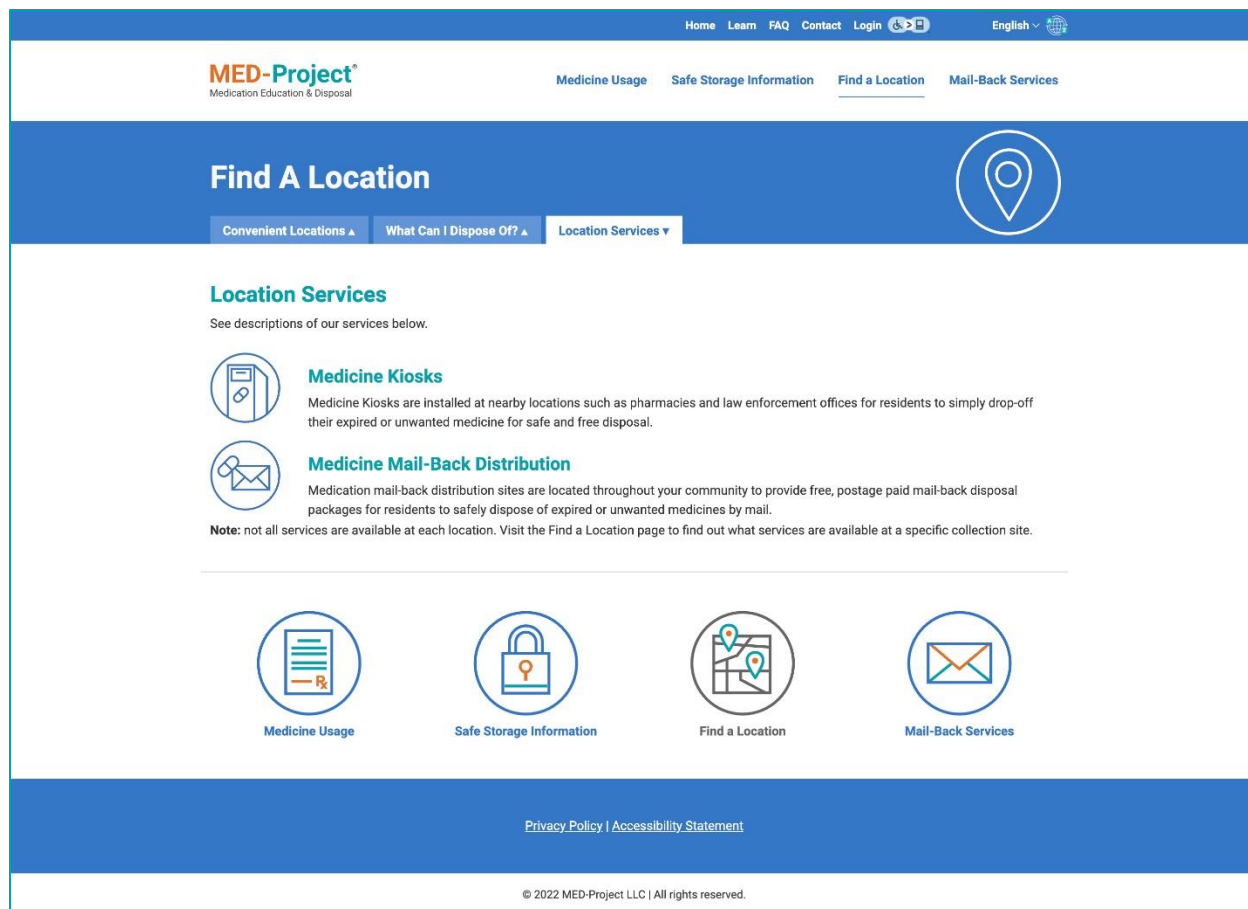 Home Learn FAQ Contact Login English
MED-Project®
Medication Education & Disposal
Medicine Usage Safe Storage Information Find a Location Mail-Back Services
Find A Location
Convenient Locations ▴ What Can I Dispose Of? ▴ Location Services ▾
Location Services
See descriptions of our services below.
Medicine Kiosks
Medicine Kiosks are installed at nearby locations such as pharmacies and law enforcement offices for residents to simply drop-off
their expired or unwanted medicine for safe and free disposal.
Medicine Mail-Back Distribution
Medication mail-back distribution sites are located throughout your community to provide free, postage paid mail-back disposal
packages for residents to safely dispose of expired or unwanted medicines by mail.
Note: not all services are available at each location. Visit the Find a Location page to find out what services are available at a specific collection site.
Rx
Medicine Usage Safe Storage Information Find a Location Mail-Back Services
Privacy Policy | Accessibility Statement
© 2022 MED-Project LLC | All rights reserved.